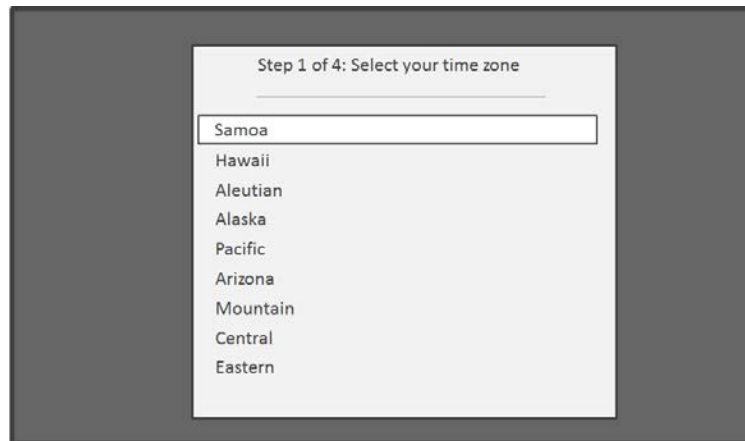 Step 1 of 4: Select your time zone
Samoa
Hawaii
Aleutian
Alaska
Pacific
Arizona
Mountain
Central
Eastern